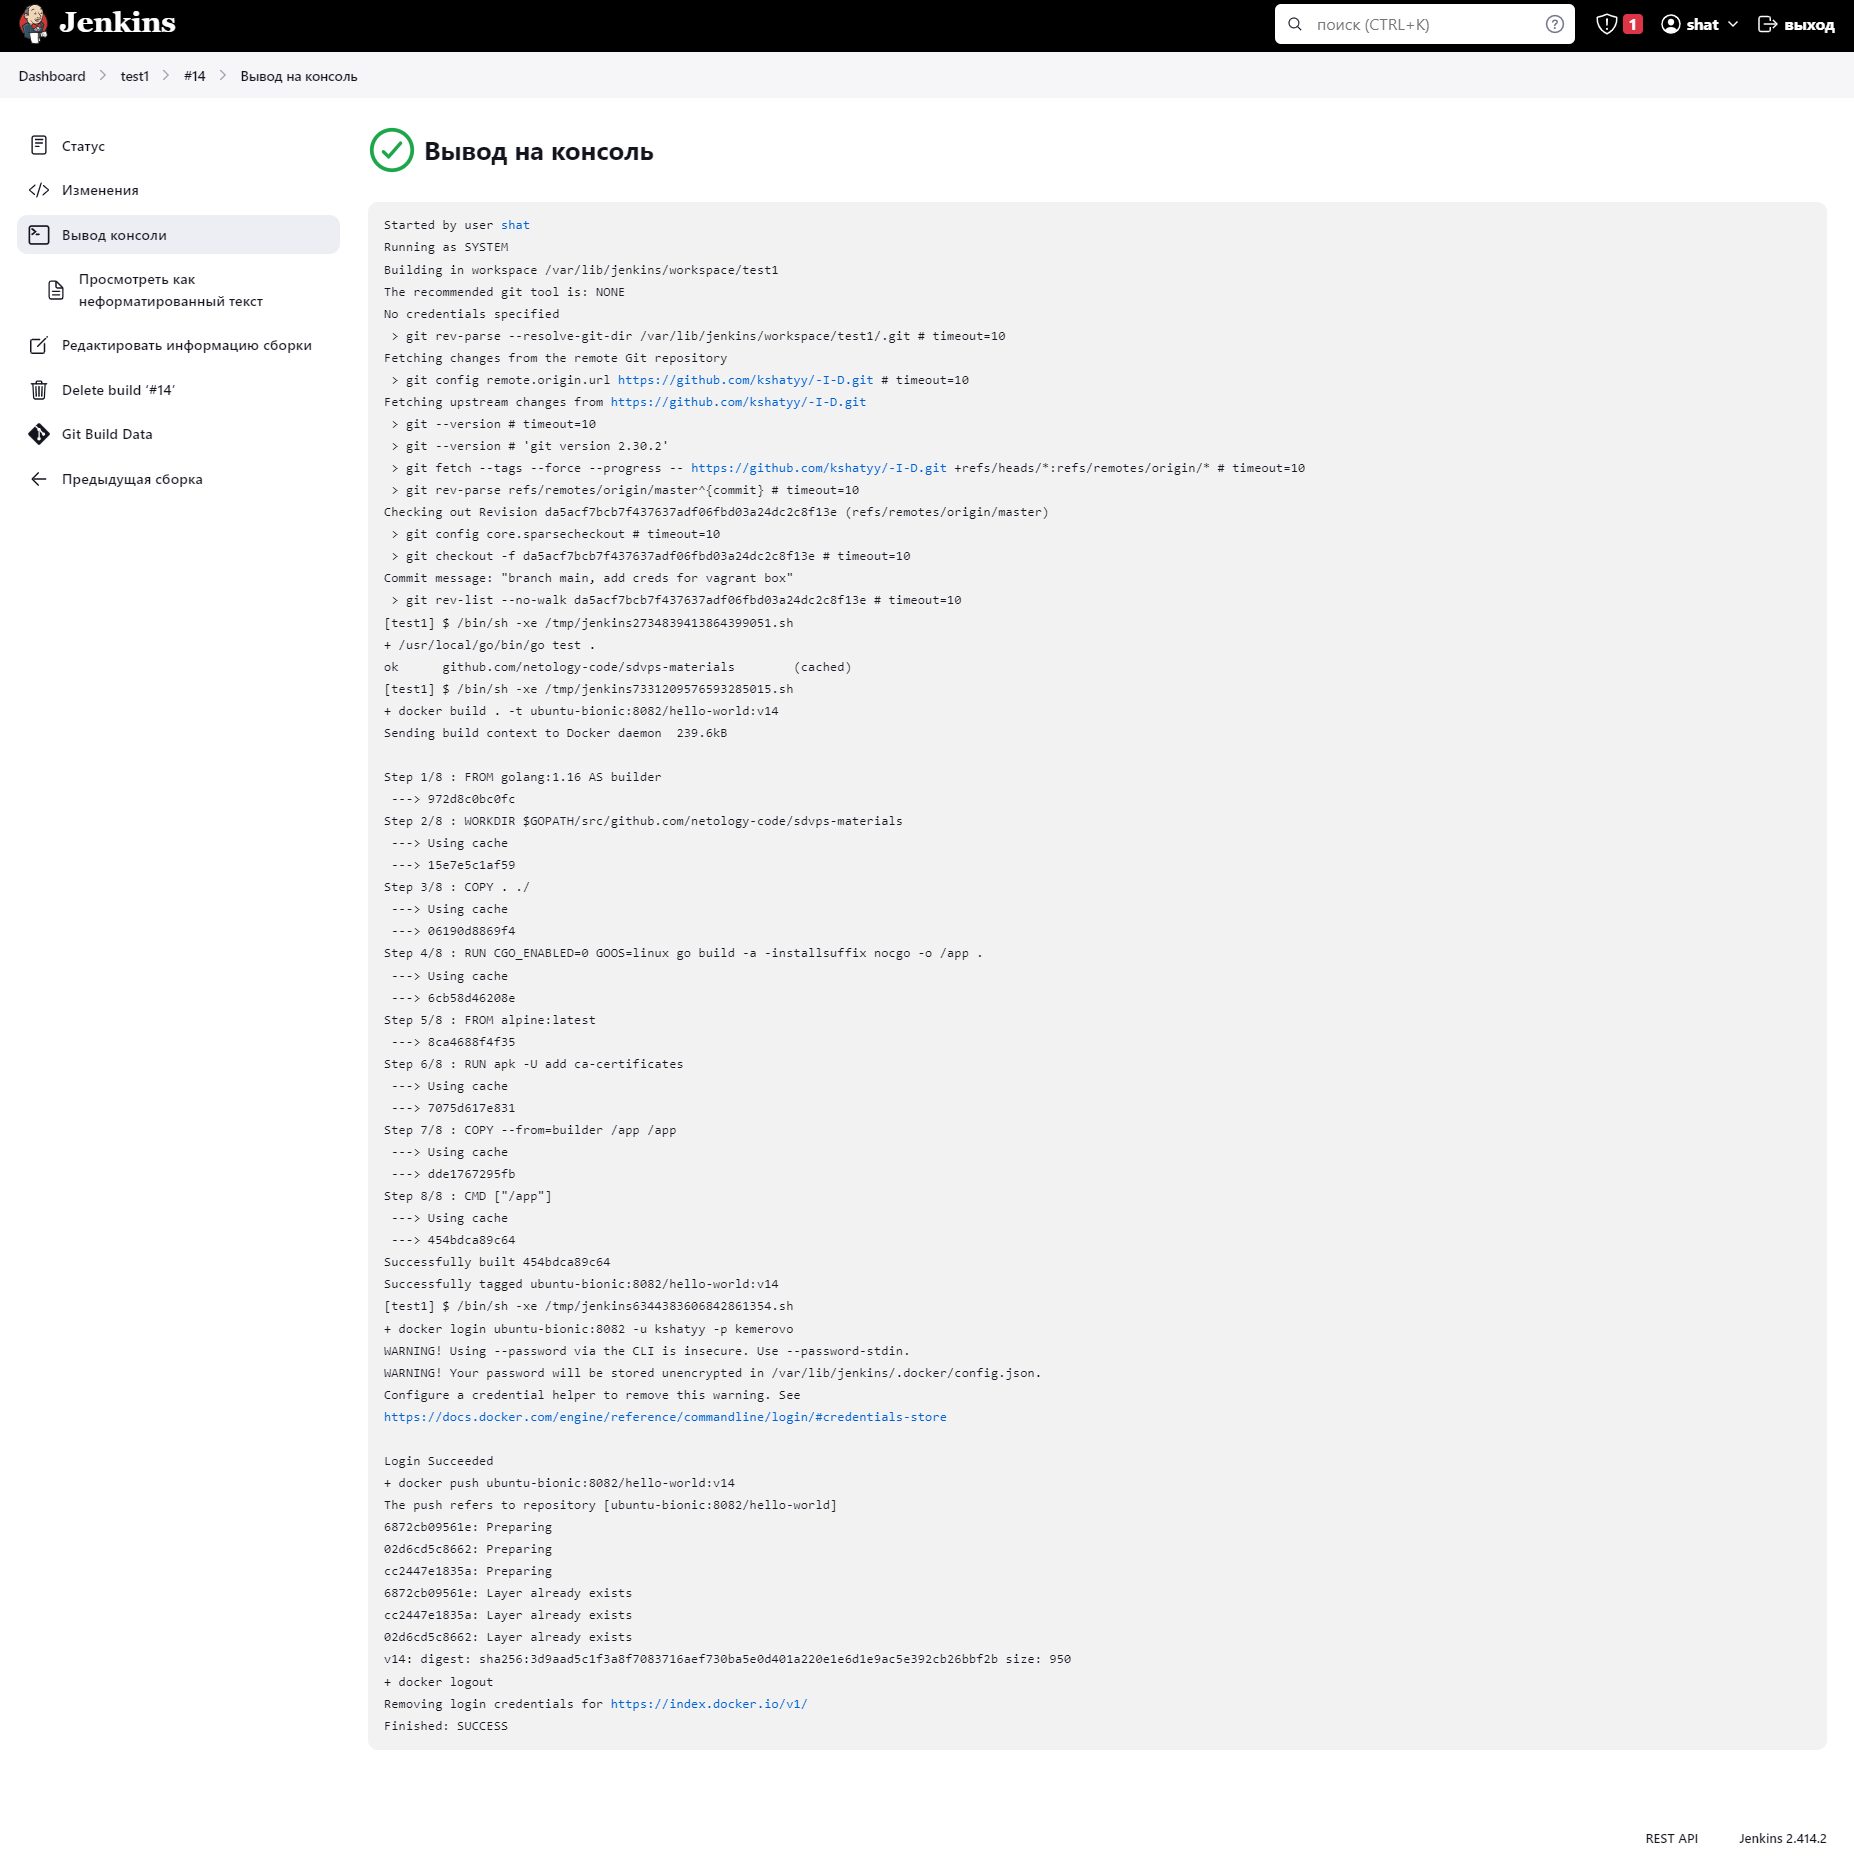 Jenkins
поиск (CTRL+K)
1
shat
выход
Dashboard
test1
#14
Вывод на консоль
Статус
Изменения
Вывод консоли
Просмотреть как
неформатированный текст
Редактировать информацию сборки
Delete build ‘#14’
Git Build Data
Предыдущая сборка
Вывод на консоль
Started by user shat
Running as SYSTEM
Building in workspace /var/lib/jenkins/workspace/test1
The recommended git tool is: NONE
No credentials specified
 > git rev-parse --resolve-git-dir /var/lib/jenkins/workspace/test1/.git # timeout=10
Fetching changes from the remote Git repository
 > git config remote.origin.url https://github.com/kshatyy/-I-D.git # timeout=10
Fetching upstream changes from https://github.com/kshatyy/-I-D.git
 > git --version # timeout=10
 > git --version # 'git version 2.30.2'
 > git fetch --tags --force --progress -- https://github.com/kshatyy/-I-D.git +refs/heads/*:refs/remotes/origin/* # timeout=10
 > git rev-parse refs/remotes/origin/master^{commit} # timeout=10
Checking out Revision da5acf7bcb7f437637adf06fbd03a24dc2c8f13e (refs/remotes/origin/master)
 > git config core.sparsecheckout # timeout=10
 > git checkout -f da5acf7bcb7f437637adf06fbd03a24dc2c8f13e # timeout=10
Commit message: "branch main, add creds for vagrant box"
 > git rev-list --no-walk da5acf7bcb7f437637adf06fbd03a24dc2c8f13e # timeout=10
[test1] $ /bin/sh -xe /tmp/jenkins2734839413864399051.sh
+ /usr/local/go/bin/go test .
ok github.com/netology-code/sdvps-materials (cached)
[test1] $ /bin/sh -xe /tmp/jenkins7331209576593285015.sh
+ docker build . -t ubuntu-bionic:8082/hello-world:v14
Sending build context to Docker daemon  239.6kB
Step 1/8 : FROM golang:1.16 AS builder
 ---> 972d8c0bc0fc
Step 2/8 : WORKDIR $GOPATH/src/github.com/netology-code/sdvps-materials
 ---> Using cache
 ---> 15e7e5c1af59
Step 3/8 : COPY . ./
 ---> Using cache
 ---> 06190d8869f4
Step 4/8 : RUN CGO_ENABLED=0 GOOS=linux go build -a -installsuffix nocgo -o /app .
 ---> Using cache
 ---> 6cb58d46208e
Step 5/8 : FROM alpine:latest
 ---> 8ca4688f4f35
Step 6/8 : RUN apk -U add ca-certificates
 ---> Using cache
 ---> 7075d617e831
Step 7/8 : COPY --from=builder /app /app
 ---> Using cache
 ---> dde1767295fb
Step 8/8 : CMD ["/app"]
 ---> Using cache
 ---> 454bdca89c64
Successfully built 454bdca89c64
Successfully tagged ubuntu-bionic:8082/hello-world:v14
[test1] $ /bin/sh -xe /tmp/jenkins6344383606842861354.sh
+ docker login ubuntu-bionic:8082 -u kshatyy -p kemerovo
WARNING! Using --password via the CLI is insecure. Use --password-stdin.
WARNING! Your password will be stored unencrypted in /var/lib/jenkins/.docker/config.json.
Configure a credential helper to remove this warning. See
https://docs.docker.com/engine/reference/commandline/login/#credentials-store
Login Succeeded
+ docker push ubuntu-bionic:8082/hello-world:v14
The push refers to repository [ubuntu-bionic:8082/hello-world]
6872cb09561e: Preparing
02d6cd5c8662: Preparing
cc2447e1835a: Preparing
6872cb09561e: Layer already exists
cc2447e1835a: Layer already exists
02d6cd5c8662: Layer already exists
v14: digest: sha256:3d9aad5c1f3a8f7083716aef730ba5e0d401a220e1e6d1e9ac5e392cb26bbf2b size: 950
+ docker logout
Removing login credentials for https://index.docker.io/v1/
Finished: SUCCESS
REST API
Jenkins 2.414.2